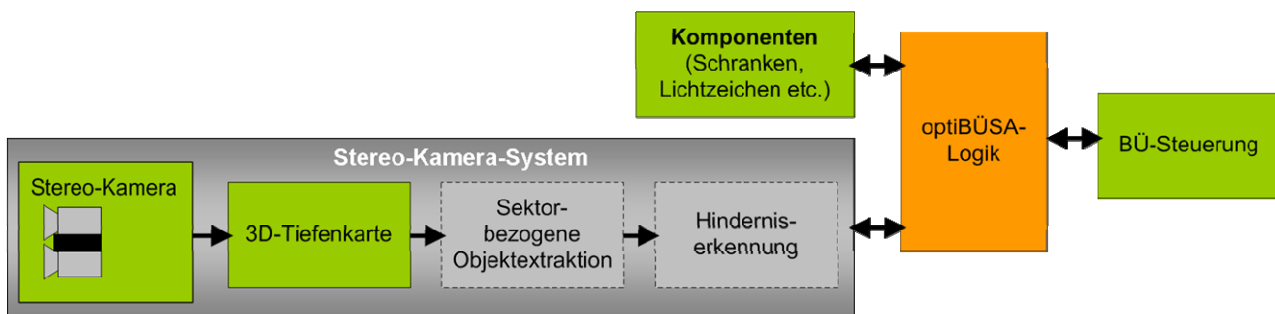 Komponenten
(Schranken,
Lichtzeichen etc.)
optiBÜSA-
Logik
BÜ-Steuerung
Stereo-Kamera-System
Stereo-Kamera
3D-Tiefenkarte
Sektor-
bezogene
Objektextraktion
Hindernis-
erkennung